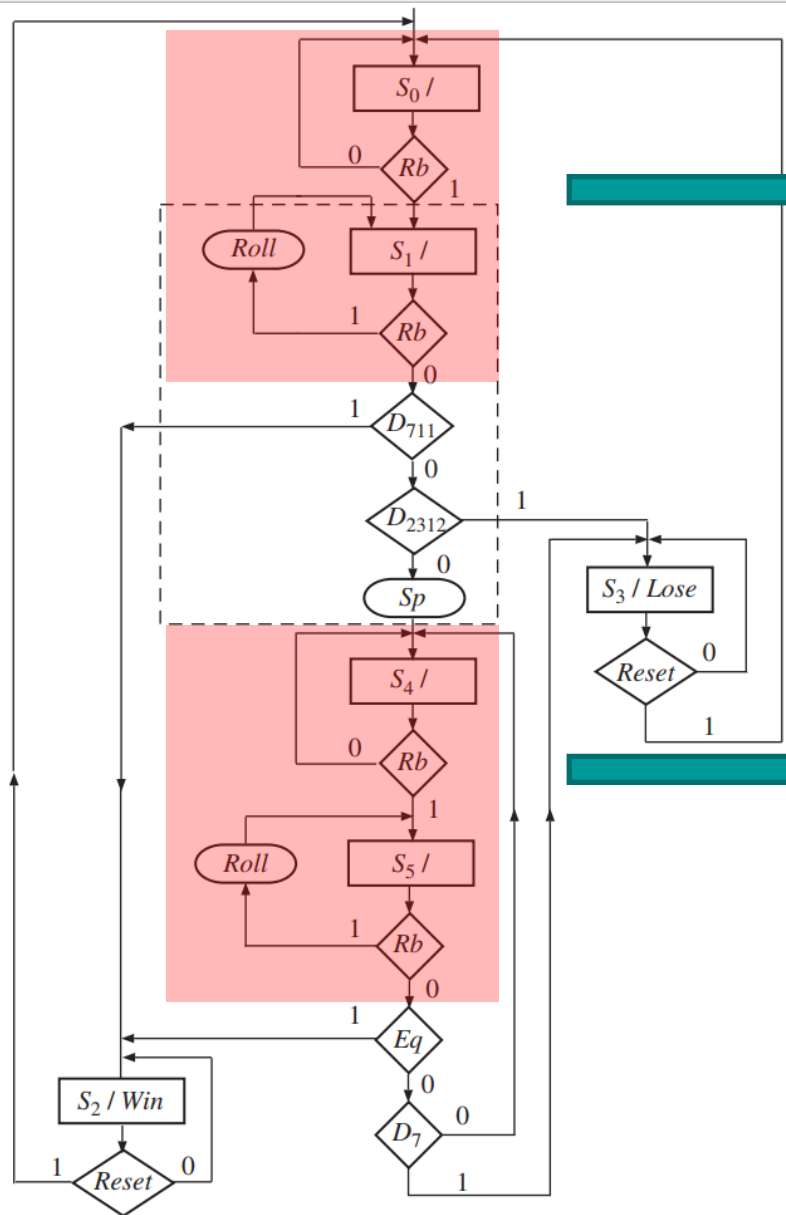 S0 /
0
Rb
1
Roll
S1 /
1
Rb
0
1
D711
0
D2312
1
0
Sp
S3 / Lose
S4 /
Reset
0
1
0
Rb
1
Roll
S5 /
1
Rb
0
1
Eq
0
S2 / Win
D7
0
1
Reset
0
1